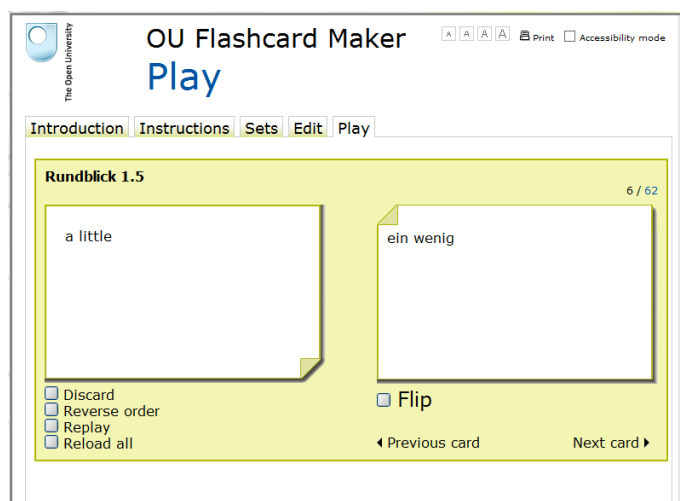 The Open University
OU Flashcard Maker
A A A A Print Accessibility mode
Play
Introduction Instructions Sets Edit Play
Rundblick 1.5
6 / 62
a little
ein wenig
Discard
Reverse order
Replay
Reload all
Flip
Previous card Next card